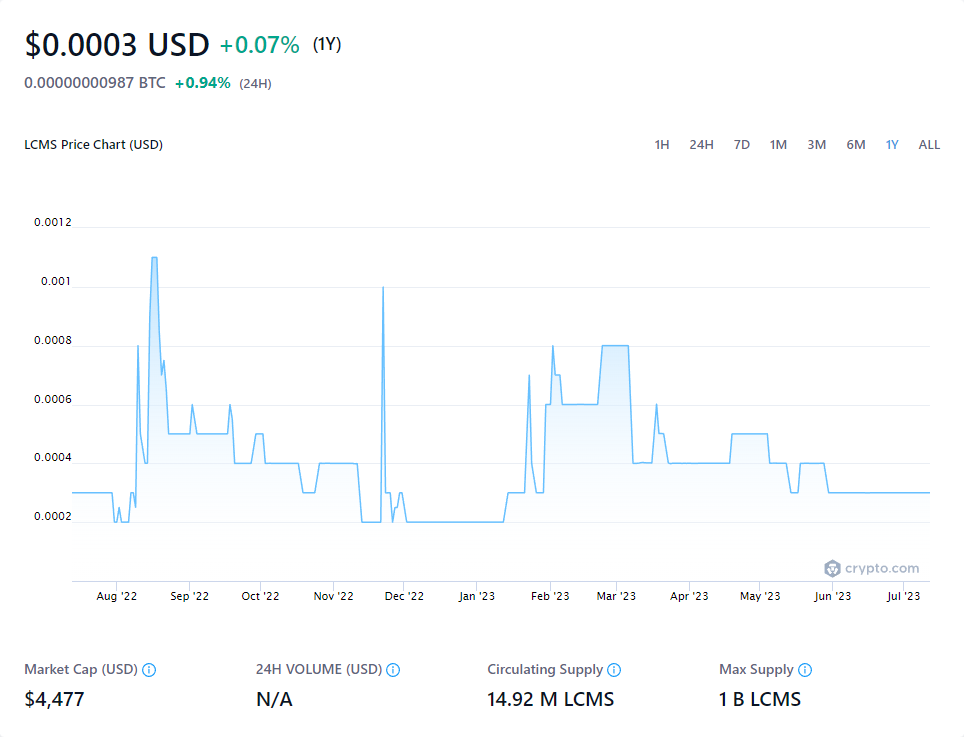 $0.0003 USD +0.07% (1Y)
0.00000000987 BTC +0.94% (24H)
LCMS Price Chart (USD) 1H 24H 7D 1M 3M 6M 1Y ALL
0.0012
0.001
0.0008
0.0006
0.0004
0.0002
crypto.com
Aug '22 Sep '22 Oct '22 Nov '22 Dec '22 Jan '23 Feb '23 Mar '23 Apr '23 May '23 Jun '23 Jul '23
Market Cap (USD) 24H VOLUME (USD) Circulating Supply Max Supply
$4,477 N/A 14.92 M LCMS 1 B LCMS